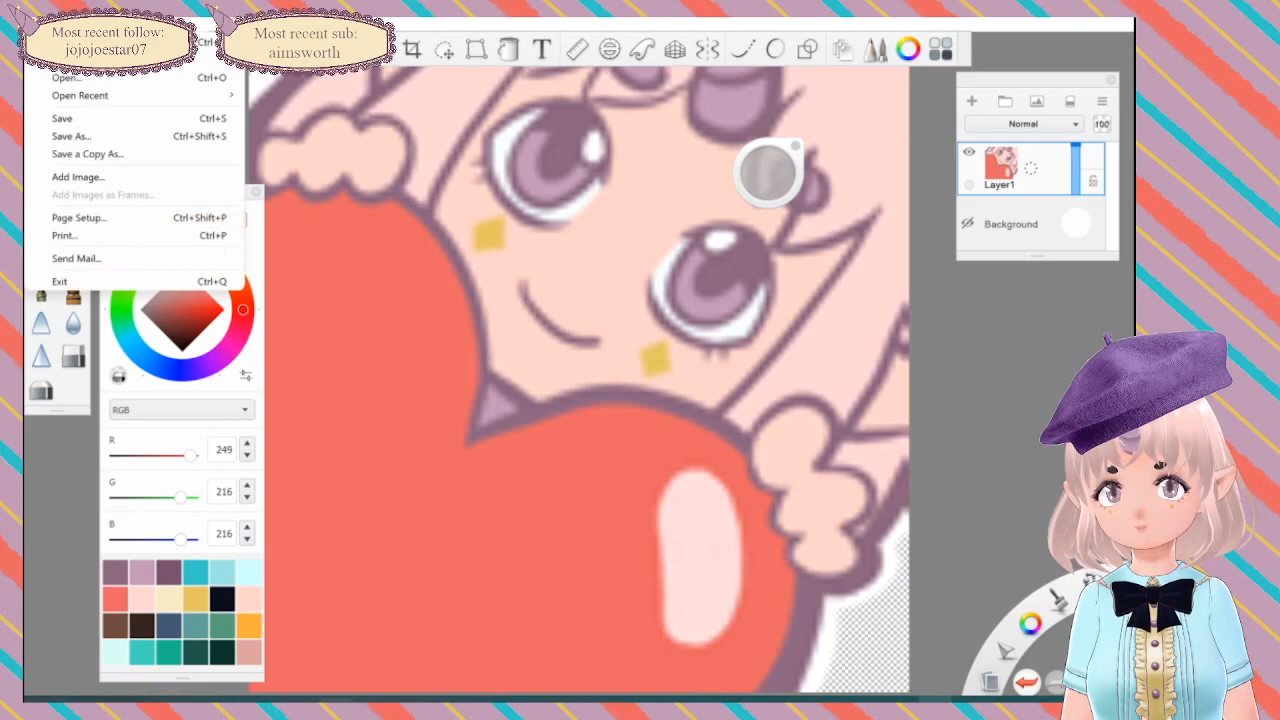 Most recent follow:
jojojoestar07
Most recent sub:
aimsworth
Open... Ctrl+O
Open Recent
Save Ctrl+S
Save As... Ctrl+Shift+S
Save a Copy As...
Add Image...
Add Images as Frames...
Page Setup... Ctrl+Shift+P
Print... Ctrl+P
Send Mail...
Exit Ctrl+Q
T
Normal
100
Layer1
Background
RGB
R
249
G
216
B
216